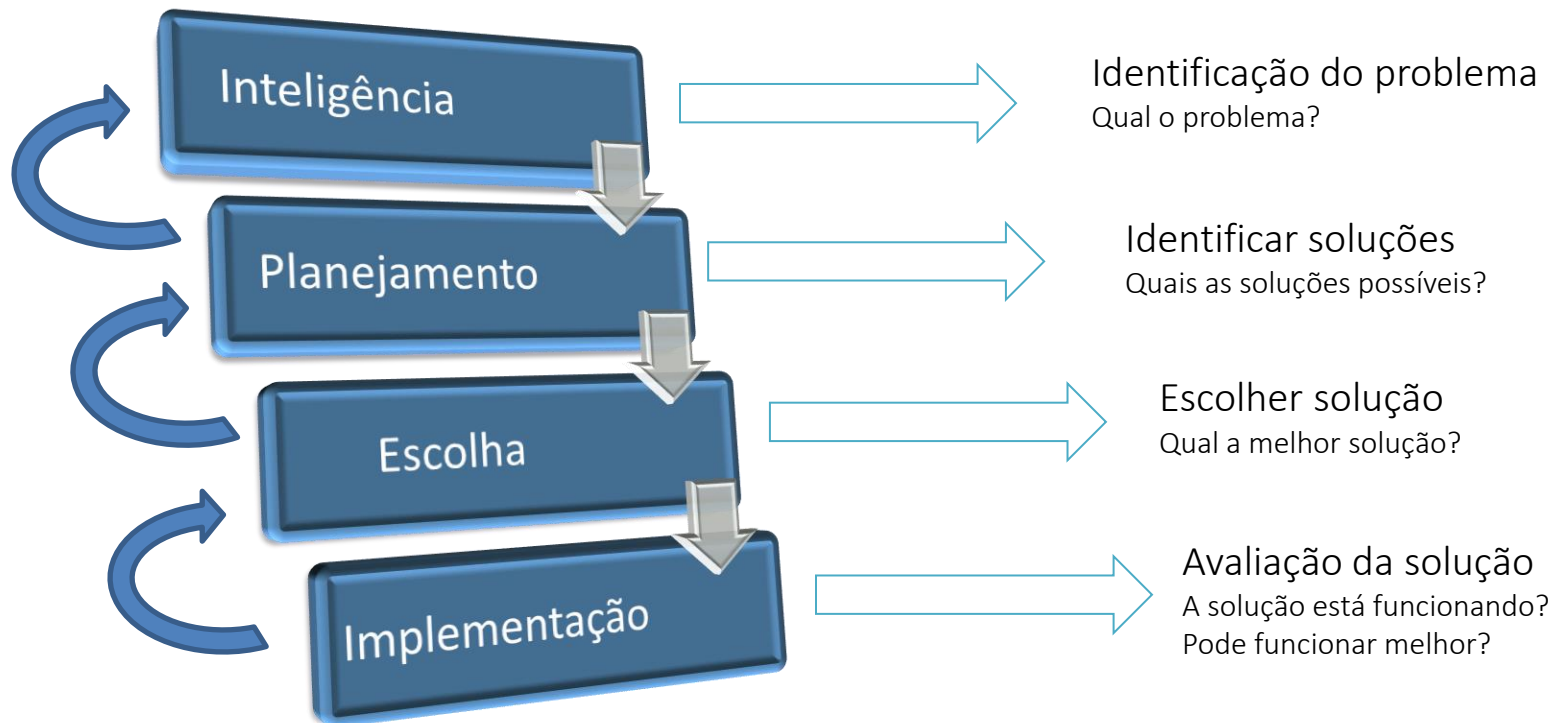 Inteligência
Identificação do problema
Qual o problema?
Planejamento
Identificar soluções
Quais as soluções possíveis?
Escolha
Escolher solução
Qual a melhor solução?
Implementação
Avaliação da solução
A solução está funcionando?
Pode funcionar melhor?